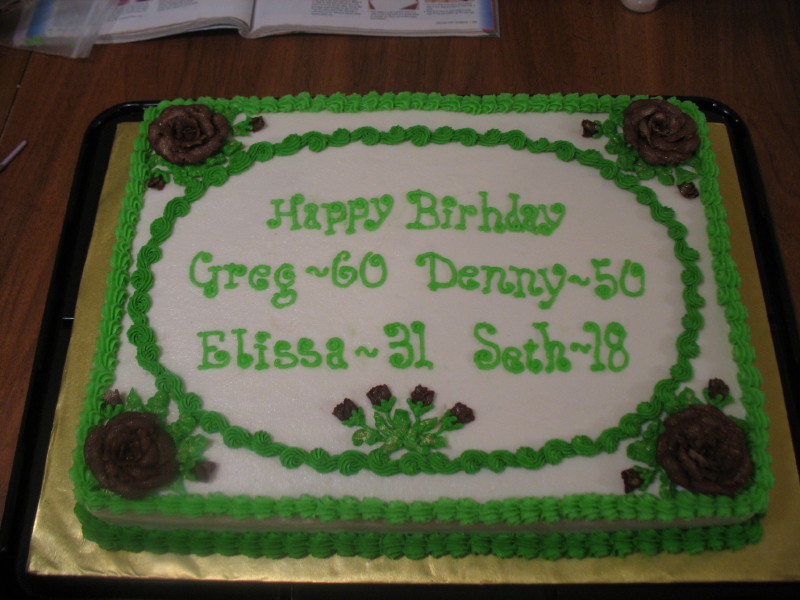 Happy Birhday
Greg~60 Denny~50
Elissa~31 Seth~18